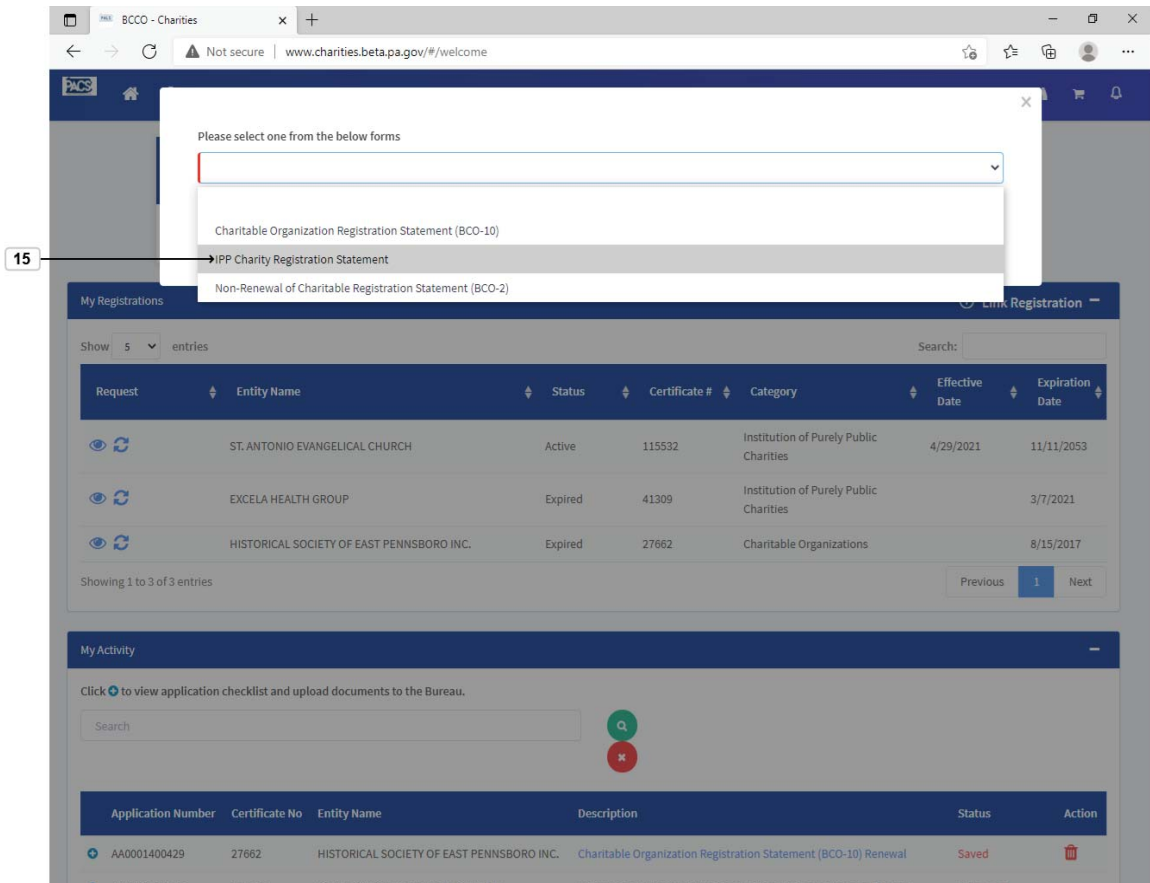 PACS BCCO - Charities
Not secure | www.charities.beta.pa.gov/#/welcome
PACS
Please select one from the below forms
Charitable Organization Registration Statement (BCO-10)
15
IPP Charity Registration Statement
Non-Renewal of Charitable Registration Statement (BCO-2)
My Registrations Link Registration
Show 5 entries Search:
Request Entity Name Status Certificate # Category Effective Date Expiration Date
ST. ANTONIO EVANGELICAL CHURCH Active 115532 Institution of Purely Public Charities 4/29/2021 11/11/2053
EXCELA HEALTH GROUP Expired 41309 Institution of Purely Public Charities 3/7/2021
HISTORICAL SOCIETY OF EAST PENNSBORO INC. Expired 27662 Charitable Organizations 8/15/2017
Showing 1 to 3 of 3 entries Previous 1 Next
My Activity
Click to view application checklist and upload documents to the Bureau.
Search
Application Number Certificate No Entity Name Description Status Action
AA0001400429 27662 HISTORICAL SOCIETY OF EAST PENNSBORO INC. Charitable Organization Registration Statement (BCO-10) Renewal Saved